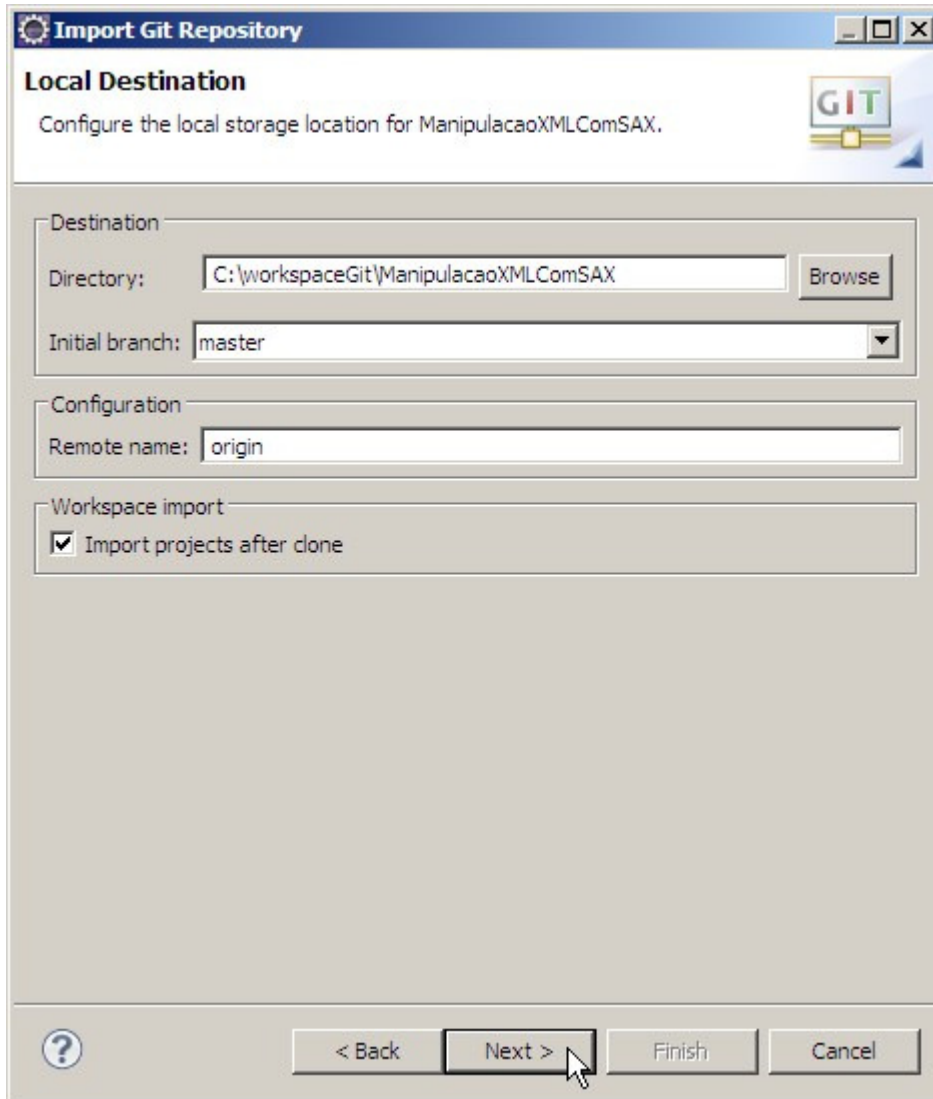 Import Git Repository
Local Destination
Configure the local storage location for ManipulacaoXMLComSAX.
GIT
Destination
Directory: C:\workspaceGit\ManipulacaoXMLComSAX Browse
Initial branch: master
Configuration
Remote name: origin
Workspace import
Import projects after clone
? < Back Next > Finish Cancel